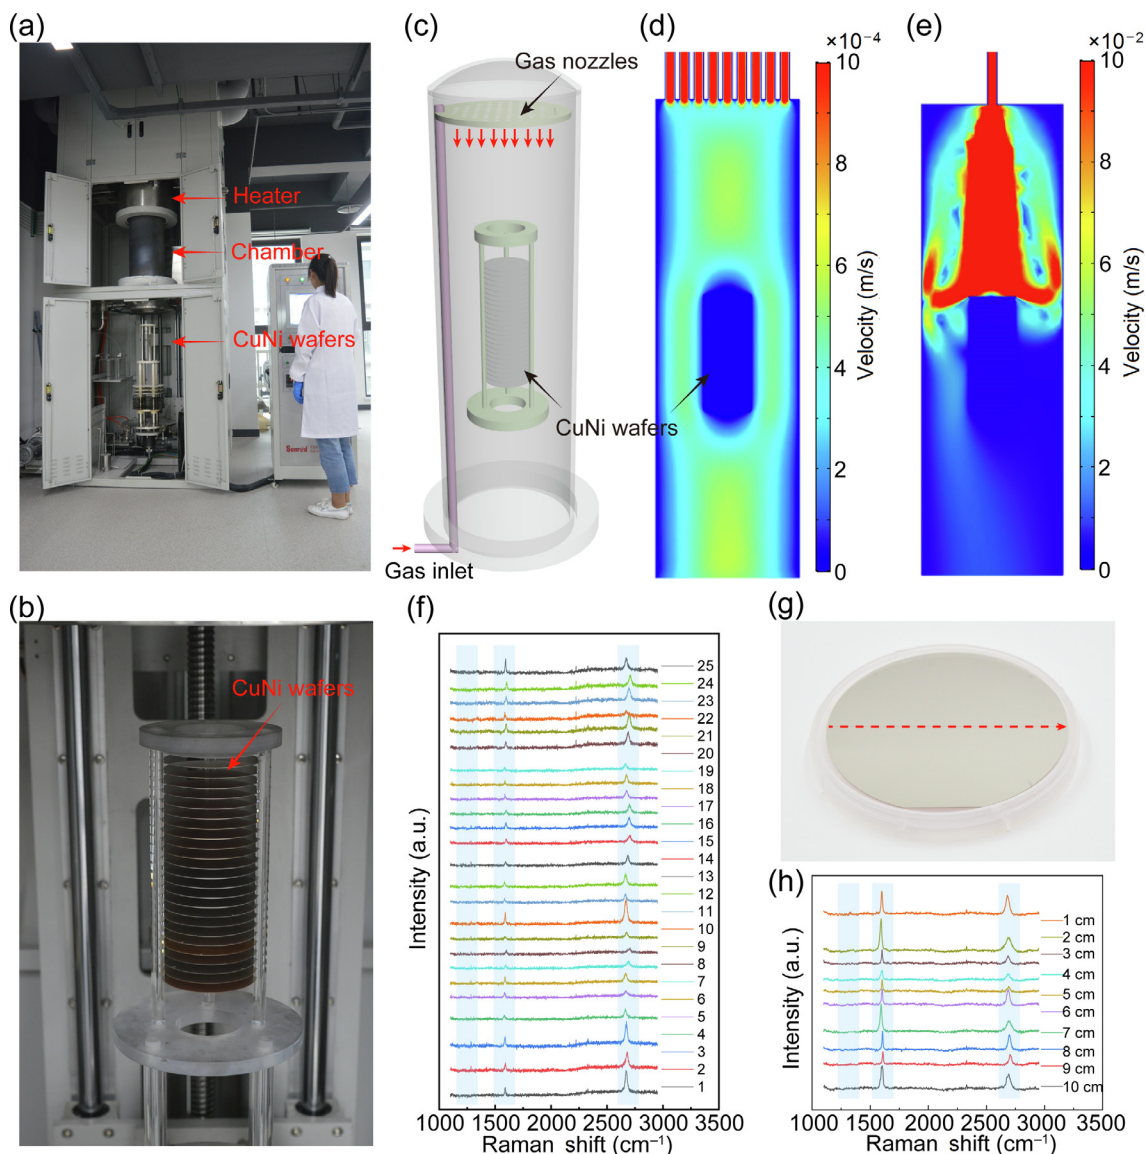 (a)
Heater
Chamber
CuNi wafers
(b)
CuNi wafers
(c)
Gas nozzles
CuNi wafers
Gas inlet
(d)
×10⁻⁴
10
8
6
4
2
0
Velocity (m/s)
(e)
×10⁻²
10
8
6
4
2
0
Velocity (m/s)
(f)
25
24
23
22
21
20
19
18
17
16
15
14
13
12
11
10
9
8
7
6
5
4
3
2
1
Intensity (a.u.)
1000 1500 2000 2500 3000 3500
Raman shift (cm⁻¹)
(g)
(h)
1 cm
2 cm
3 cm
4 cm
5 cm
6 cm
7 cm
8 cm
9 cm
10 cm
Intensity (a.u.)
1000 1500 2000 2500 3000 3500
Raman shift (cm⁻¹)